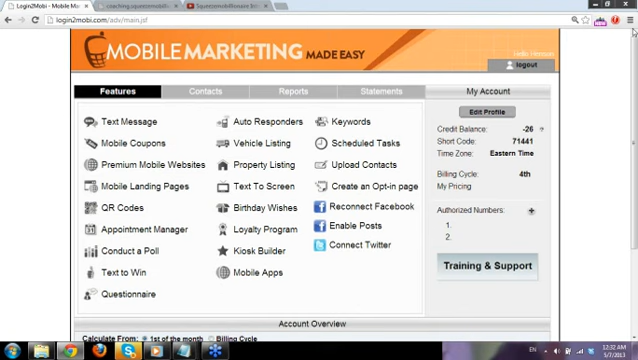 Login2Mobi - Easy Text Ma
login2mobi.com/adv/main.jsf
MOBILE MARKETING MADE EASY
logout
Features
Contacts
Reports
Statements
My Account
Text Message
Mobile Coupons
Premium Mobile Websites
Mobile Landing Pages
QR Codes
Appointment Manager
Conduct a Poll
Text to Win
Questionnaire
Auto Responders
Vehicle Listing
Property Listing
Text To Screen
Birthday Wishes
Loyalty Program
Kiosk Builder
Mobile Apps
Keywords
Scheduled Tasks
Upload Contacts
Create an Opt-in page
Reconnect Facebook
Enable Posts
Connect Twitter
Edit Profile
Credit Balance: -26 ?
Short Code: 71441
Time Zone: Eastern Time
Billing Cycle: 4th
My Pricing
Authorized Numbers:
1.
2.
Training & Support
Account Overview
Calculate From: 1st of the month Billing Cycle
EN
12:32 AM
5/7/2013